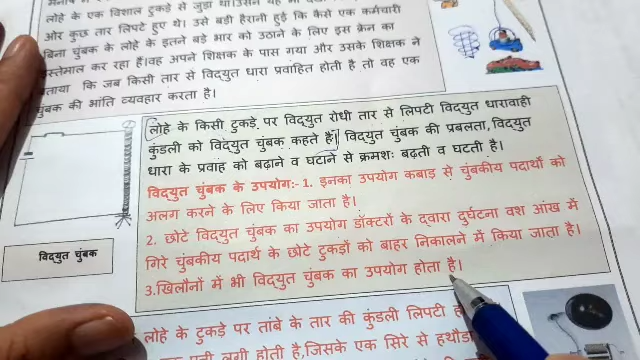 लोहे के एक विशाल टुकड़े से जुड़ा था।
और कुछ तार लिपटे हुए थे। उसे बड़ी हैरानी हुई कि कैसे एक कर्मचारी
बिना चुंबक के लोहे के इतने बड़े भार को उठाने के लिए इस क्रेन का
इस्तेमाल कर रहा है।वह अपने शिक्षक के पास गया और उसके शिक्षक ने
बताया कि जब किसी तार से विद्युत धारा प्रवाहित होती है तो वह एक
चुंबक की भांति व्यवहार करता है।
लोहे के किसी टुकड़े पर विद्युत रोधी तार से लिपटी विद्युत धारावाही
कुंडली को विद्युत चुंबक कहते हैं। विद्युत चुंबक की प्रबलता,विद्युत
धारा के प्रवाह को बढ़ाने व घटाने से क्रमशः बढ़ती व घटती है।
विद्युत चुंबक के उपयोग:- 1. इनका उपयोग कबाड़ से चुंबकीय पदार्थों को
अलग करने के लिए किया जाता है।
2. छोटे विद्युत चुंबक का उपयोग डॉक्टरों के द्वारा दुर्घटना वश आंख में
गिरे चुंबकीय पदार्थ के छोटे टुकड़ों को बाहर निकालने में किया जाता है।
3.खिलौनों में भी विद्युत चुंबक का उपयोग होता है।
विद्युत चुंबक
लोहे के टुकड़े पर तांबे के तार की कुंडली लिपटी
पत्ती लगी होती है,जिसके एक सिरे से हथौड़ा